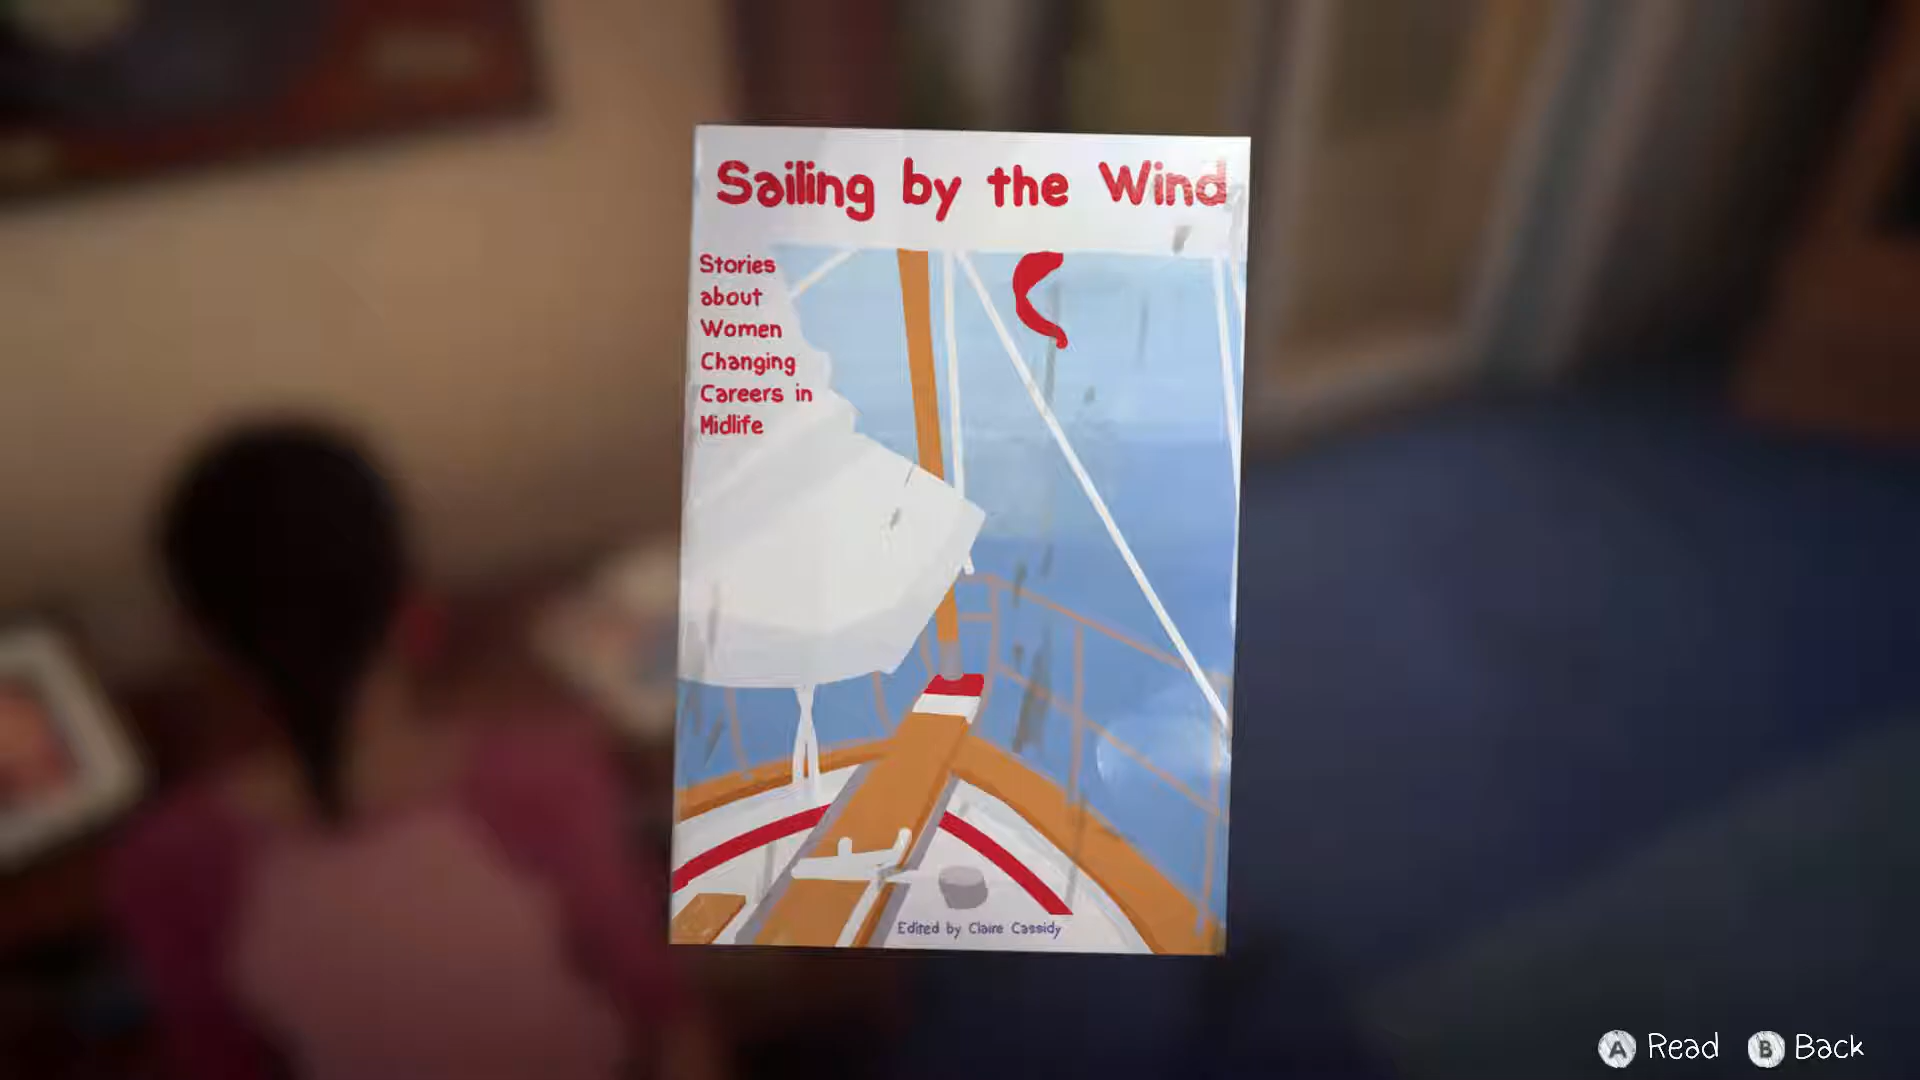 Sailing by the Wind
Stories
about
Women
Changing
Careers in
Midlife
Edited by Claire Cassidy
A Read B Back